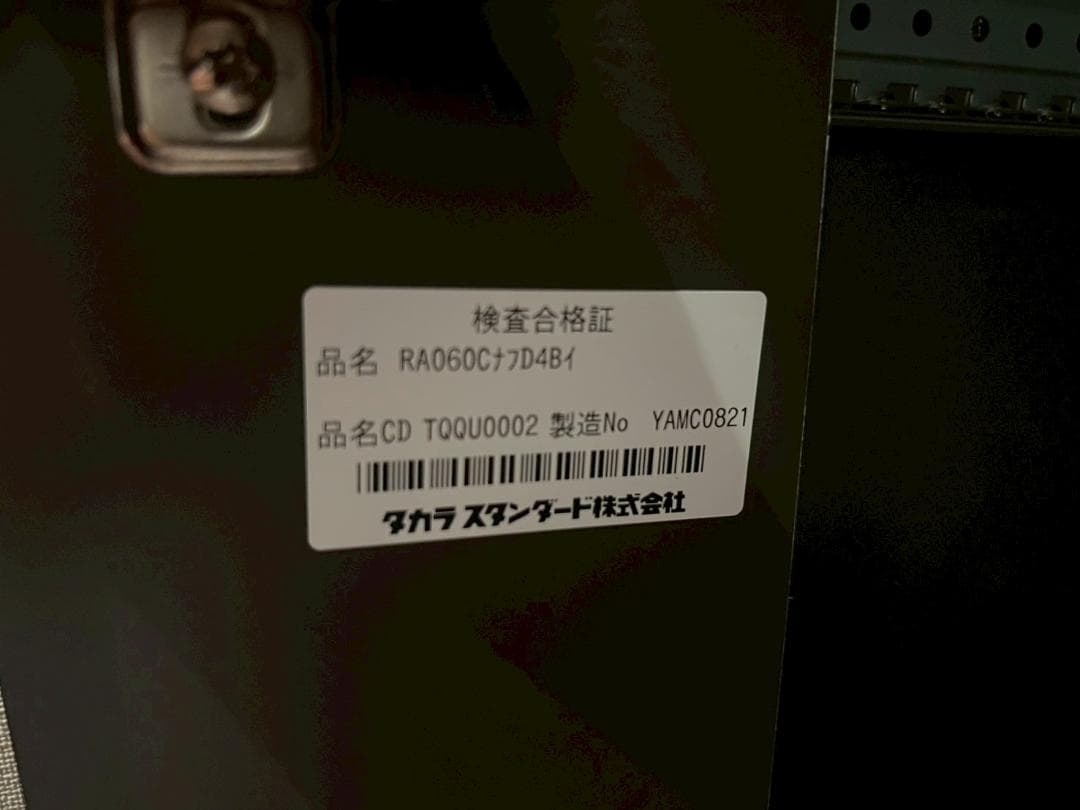 検査合格証
品名 RA060CﾅﾌD4Bｲ
品名CD TQQU0002 製造No YAMC0821
タカラスタンダード株式会社